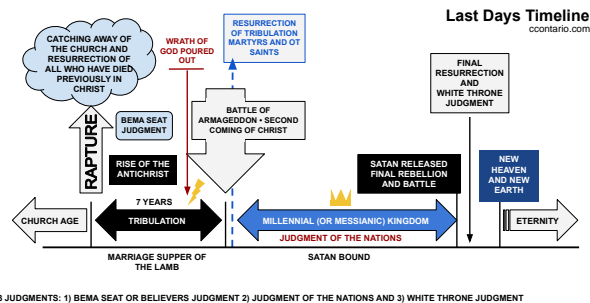 Last Days Timeline
ccontario.com
CATCHING AWAY OF
THE CHURCH AND
RESURRECTION OF
ALL WHO HAVE DIED
PREVIOUSLY IN
CHRIST
WRATH OF
GOD POURED
OUT
RESURRECTION
OF TRIBULATION
MARTYRS AND OT
SAINTS
FINAL
RESURRECTION
AND
WHITE THRONE
JUDGMENT
RAPTURE
BEMA SEAT
JUDGMENT
BATTLE OF
ARMAGEDDON • SECOND
COMING OF CHRIST
RISE OF THE
ANTICHRIST
SATAN RELEASED
FINAL REBELLION
AND BATTLE
NEW
HEAVEN
AND NEW
EARTH
CHURCH AGE
7 YEARS
TRIBULATION
MILLENNIAL (OR MESSIANIC) KINGDOM
JUDGMENT OF THE NATIONS
ETERNITY
MARRIAGE SUPPER OF
THE LAMB
SATAN BOUND
JUDGMENTS: 1) BEMA SEAT OR BELIEVERS JUDGMENT 2) JUDGMENT OF THE NATIONS AND 3) WHITE THRONE JUDGMENT